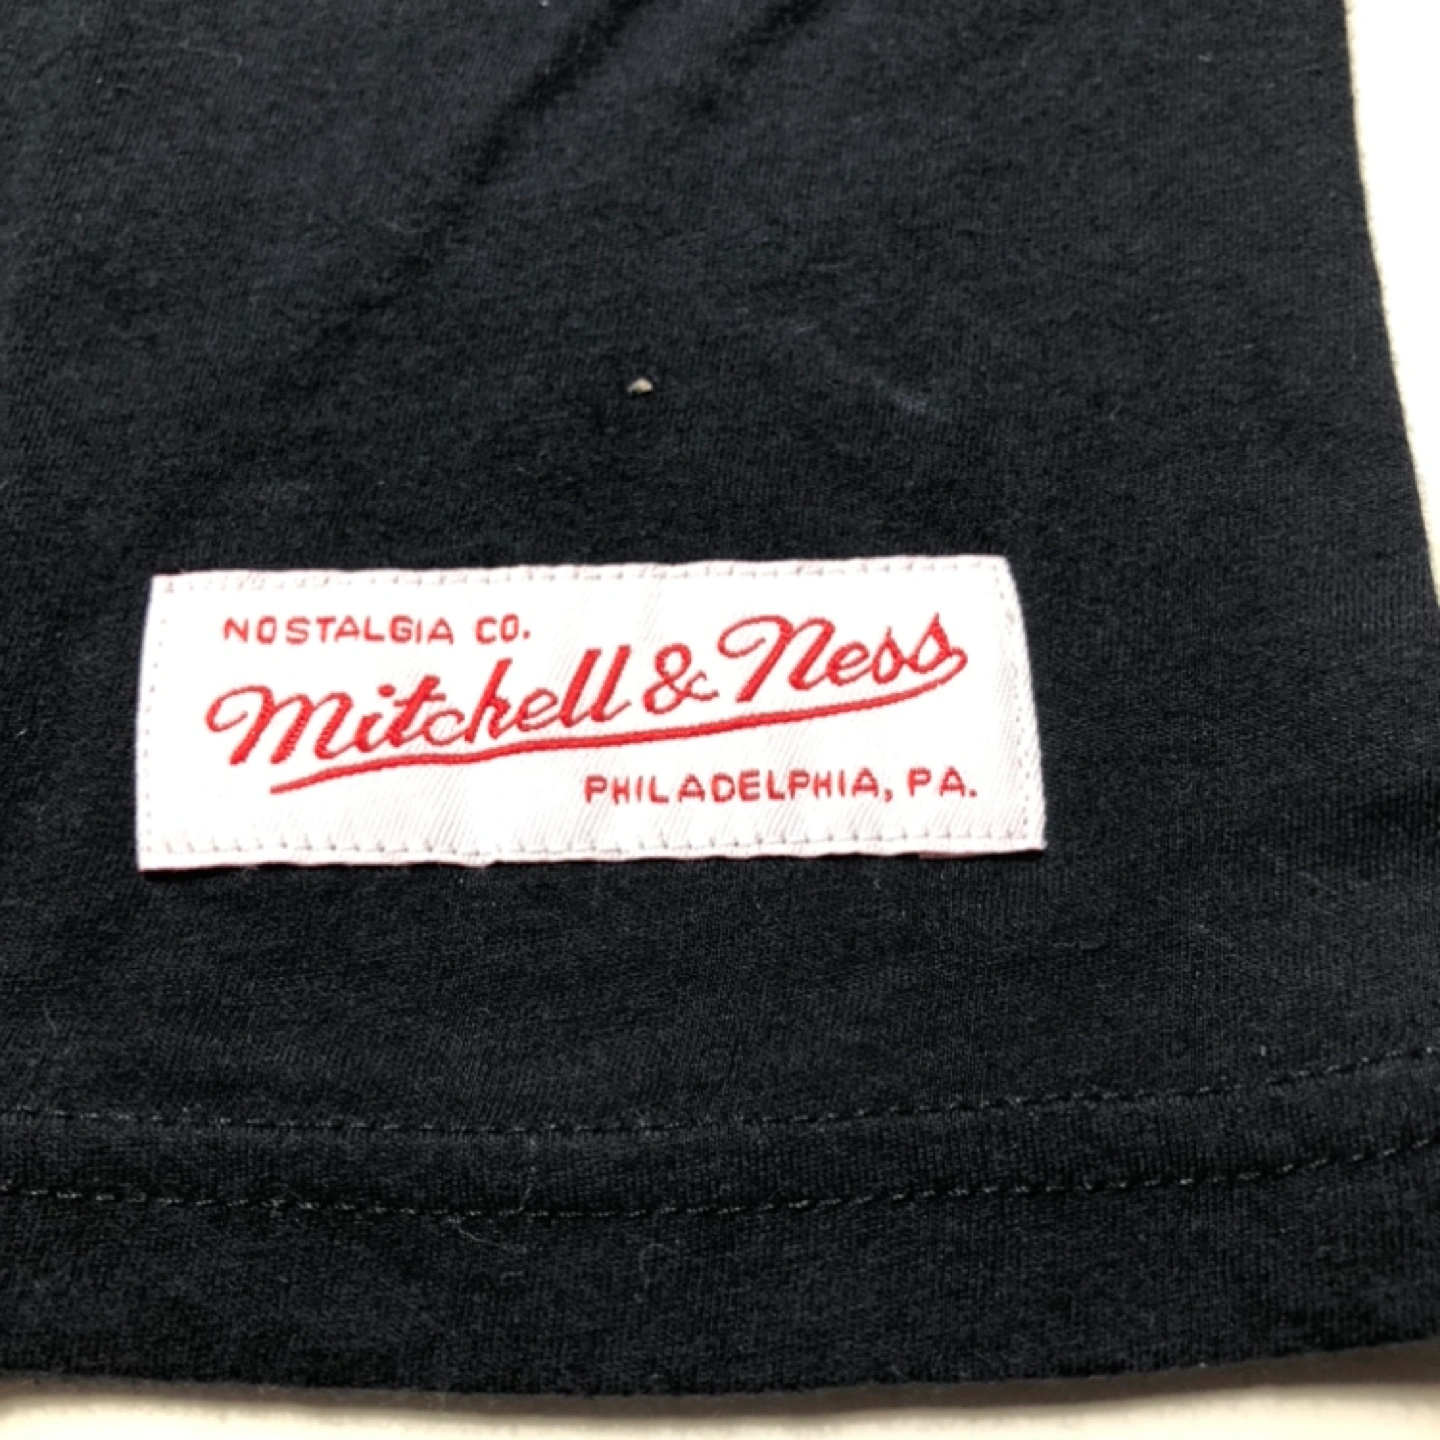 NOSTALGIA CO.
Mitchell & Ness
PHILADELPHIA, PA.